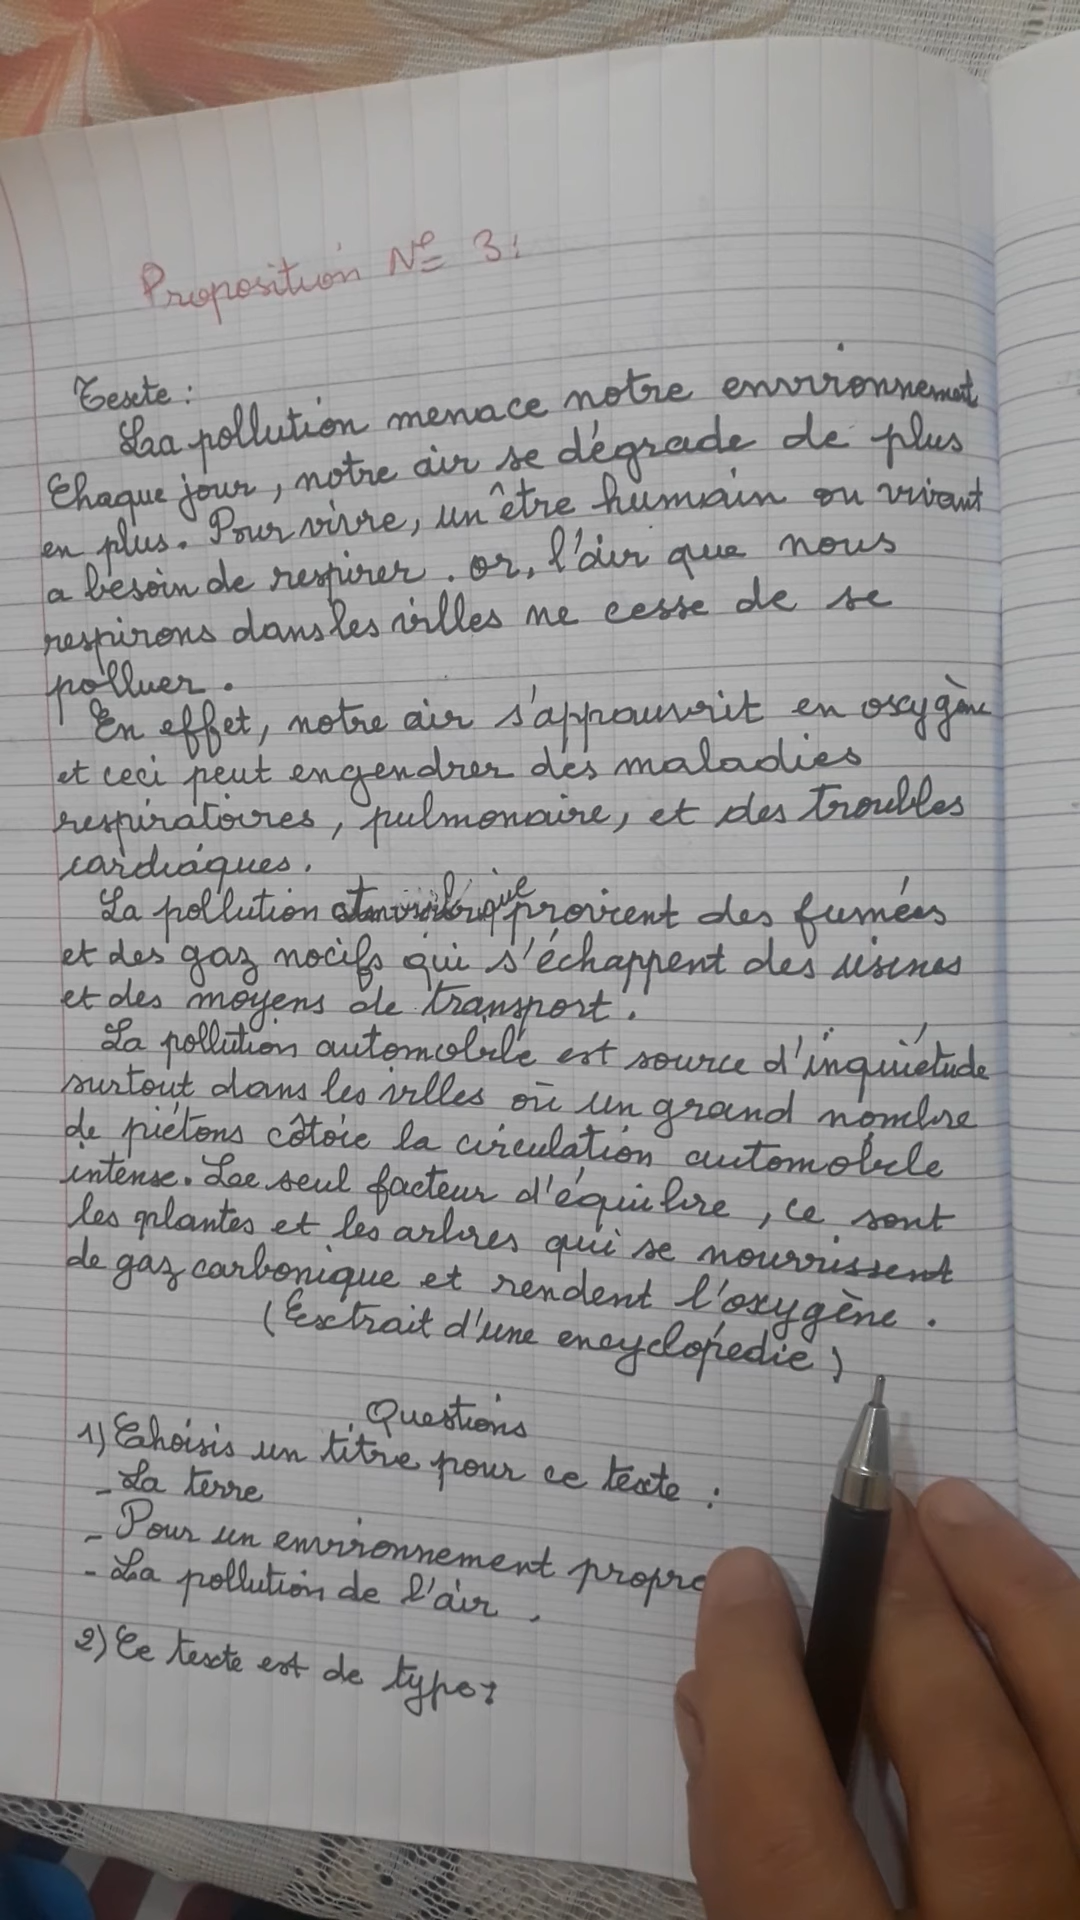 Proposition N° 3:
Texte:
La pollution menace notre environnement
Chaque jour, notre air se dégrade de plus
en plus. Pour vivre, un être humain ou vivant
a besoin de respirer. or, l'air que nous
respirons dans les villes ne cesse de se
polluer.
En effet, notre air s'appauvrit en oxygène
et ceci peut engendrer des maladies
respiratoires, pulmonaire, et des troubles
cardiaques.
La pollution provient des fumées
et des gaz nocifs qui s'échappent des usines
et des moyens de transport.
La pollution automobile est source d'inquiétude
surtout dans les villes où un grand nombre
de piétons côtoie la circulation automobile
intense. Le seul facteur d'équilibre, ce sont
les plantes et les arbres qui se nourrissent
de gaz carbonique et rendent l'oxygène.
(Extrait d'une encyclopédie)
Questions
1) Choisis un titre pour ce texte:
- La terre
- Pour un environnement propre
- La pollution de l'air.
2) Ce texte est de type: